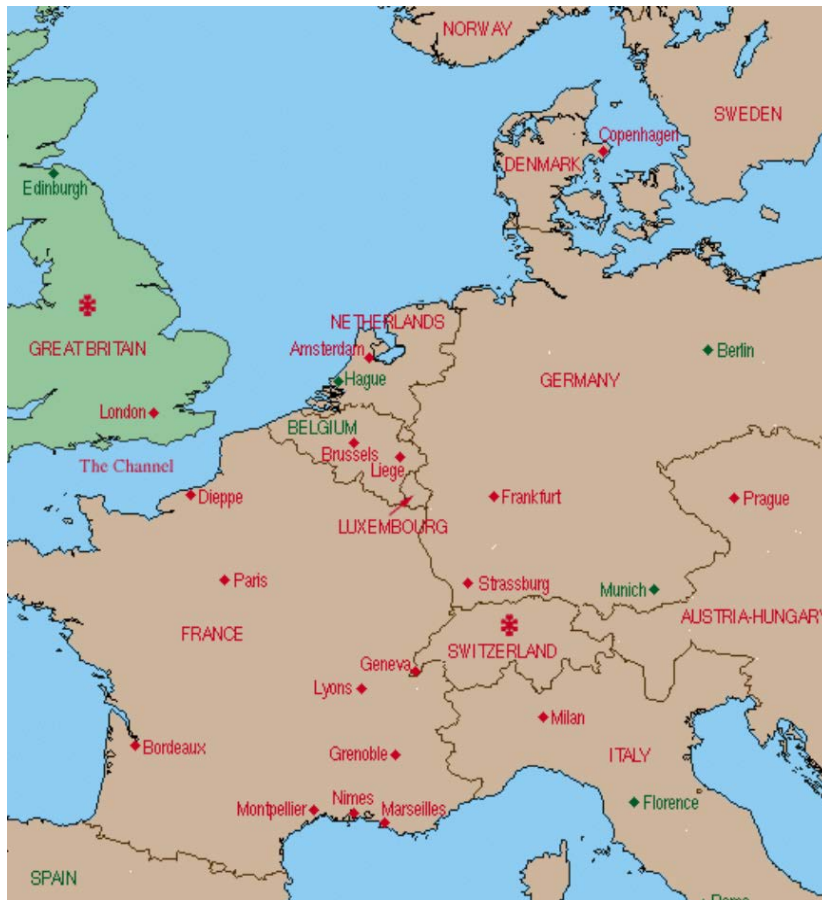 NORWAY
SWEDEN
Copenhagen
DENMARK
Edinburgh
NETHERLANDS
GREAT BRITAIN
Amsterdam
Berlin
Hague
GERMANY
London
BELGIUM
Brussels
Liege
The Channel
Dieppe
Frankfurt
Prague
LUXEMBOURG
Paris
Strassburg
Munich
AUSTRIA-HUNGARY
FRANCE
SWITZERLAND
Geneva
Lyons
Milan
Bordeaux
Grenoble
ITALY
Nimes
Montpellier
Marseilles
Florence
SPAIN